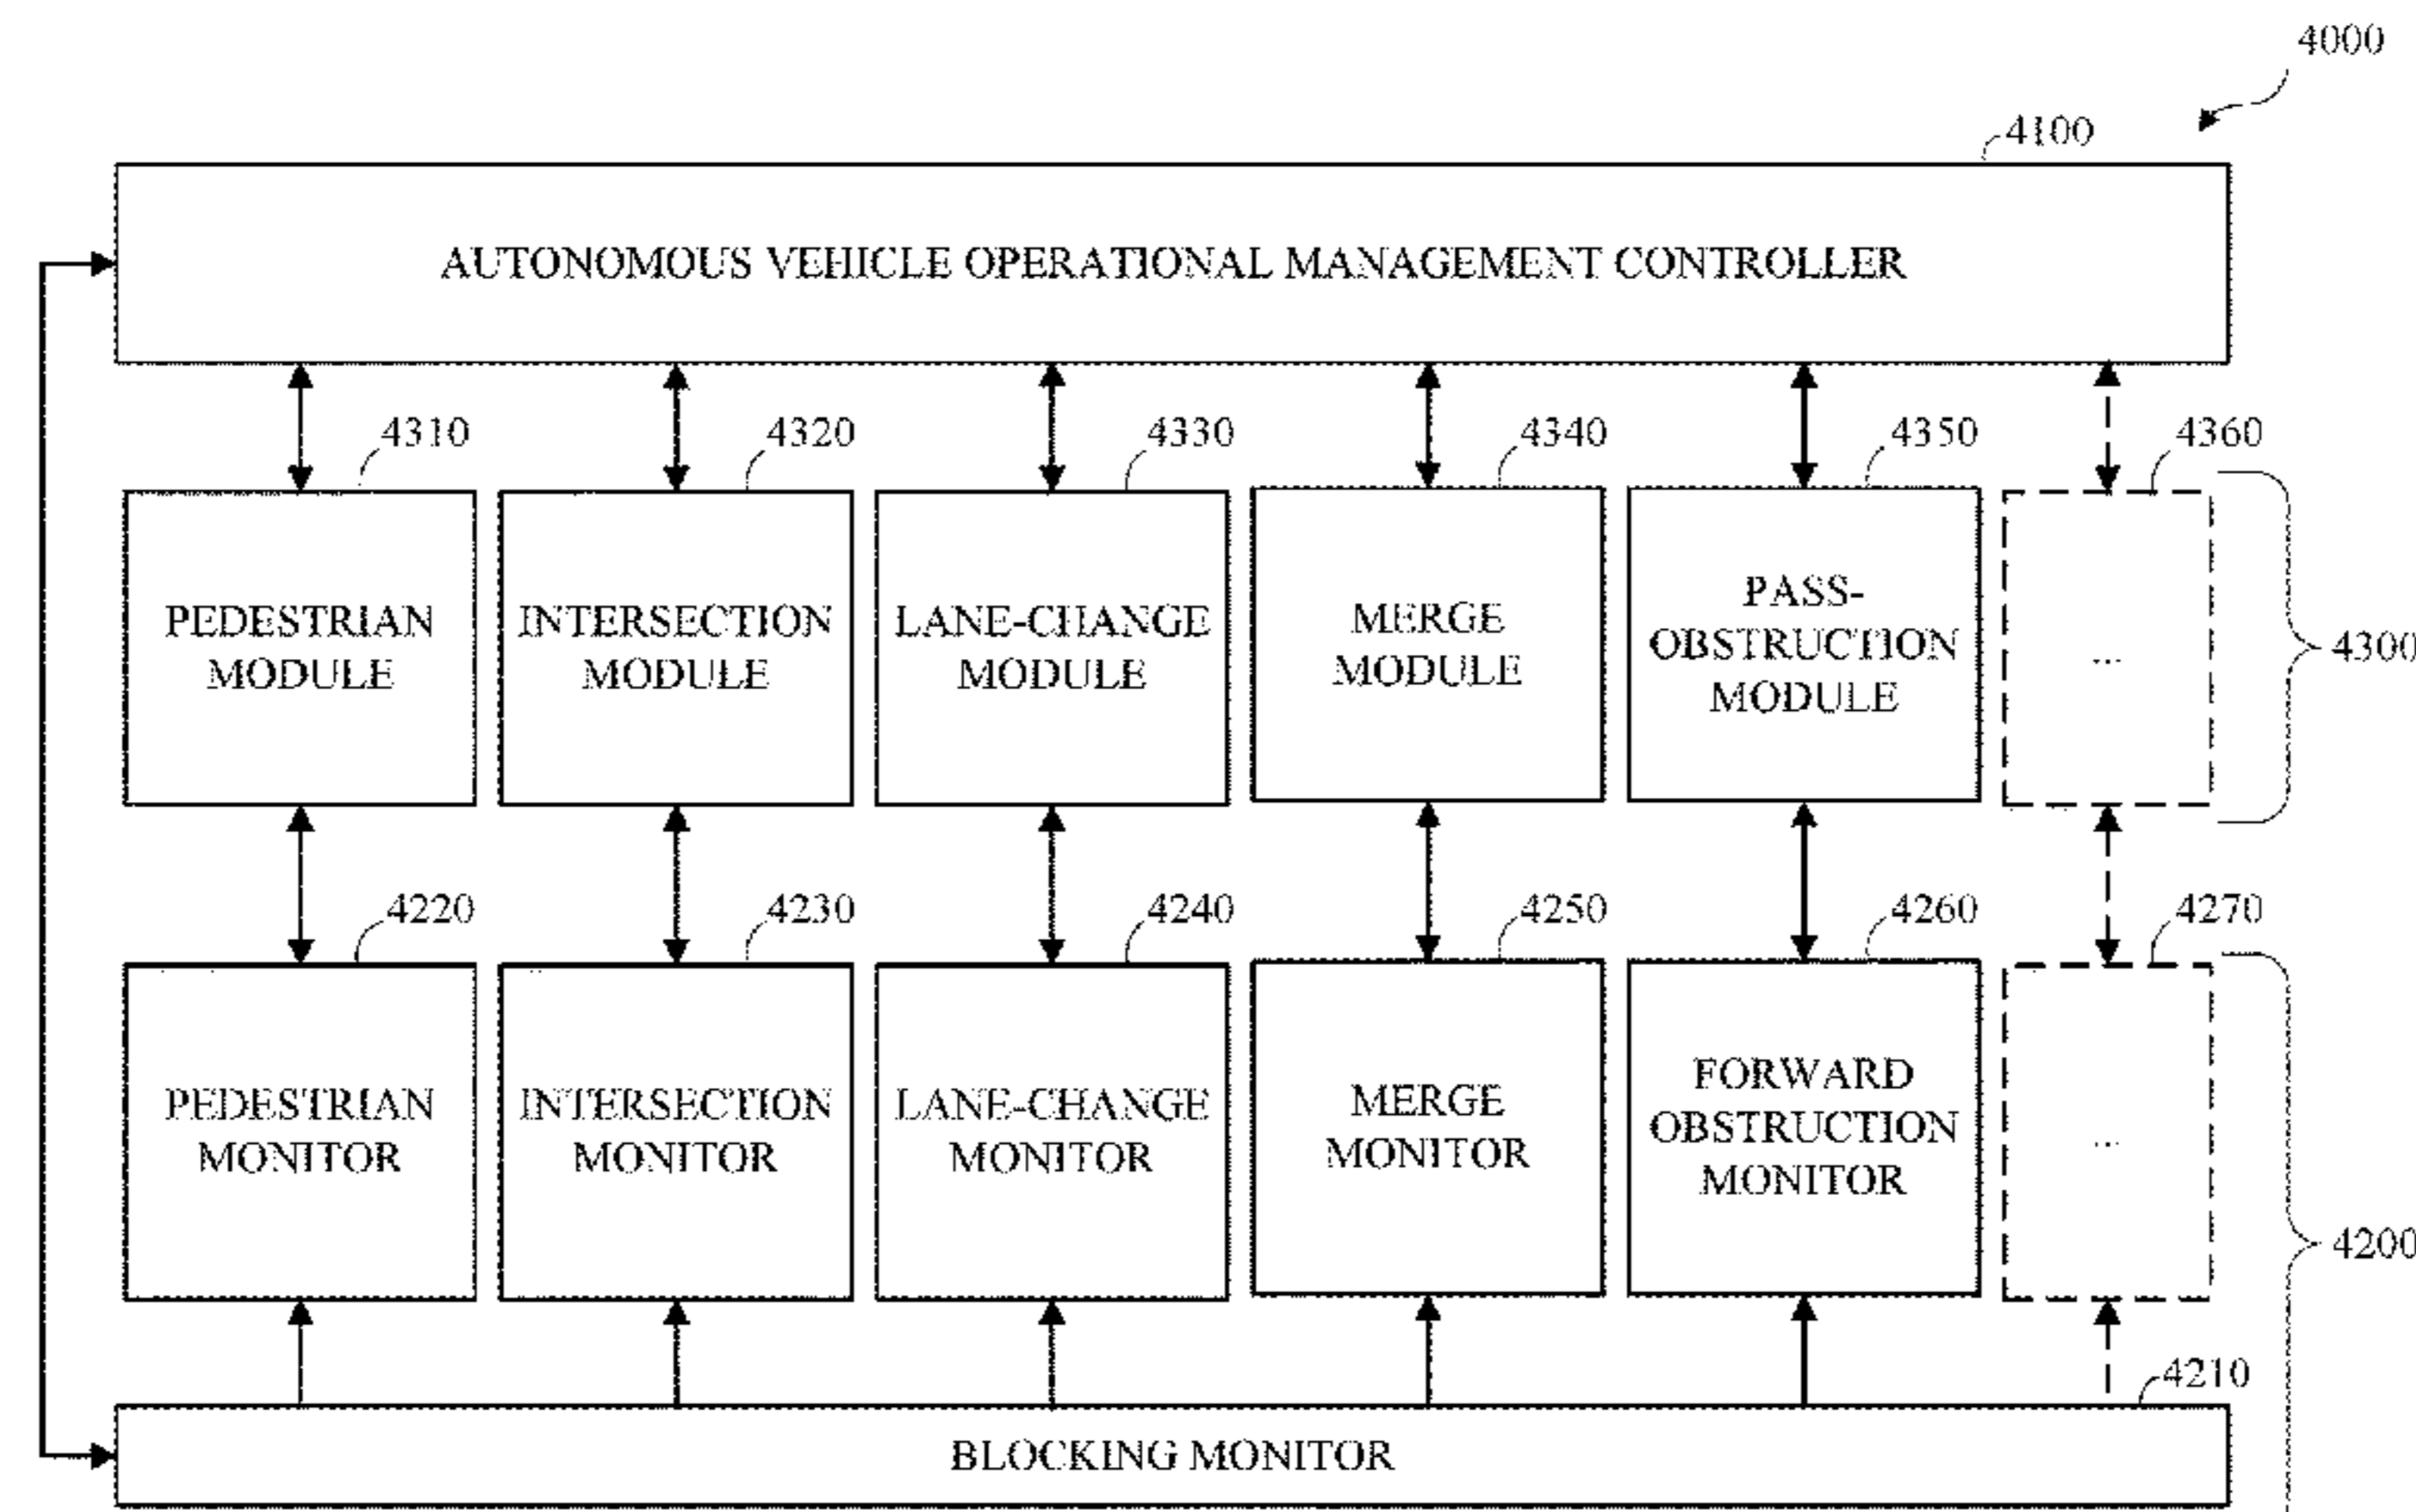 4000
4100
AUTONOMOUS VEHICLE OPERATIONAL MANAGEMENT CONTROLLER
4310
4320
4330
4340
4350
4360
PEDESTRIAN
MODULE
INTERSECTION
MODULE
LANE-CHANGE
MODULE
MERGE
MODULE
PASS-
OBSTRUCTION
MODULE
...
4300
4220
4230
4240
4250
4260
4270
PEDESTRIAN
MONITOR
INTERSECTION
MONITOR
LANE-CHANGE
MONITOR
MERGE
MONITOR
FORWARD
OBSTRUCTION
MONITOR
...
4200
4210
BLOCKING MONITOR